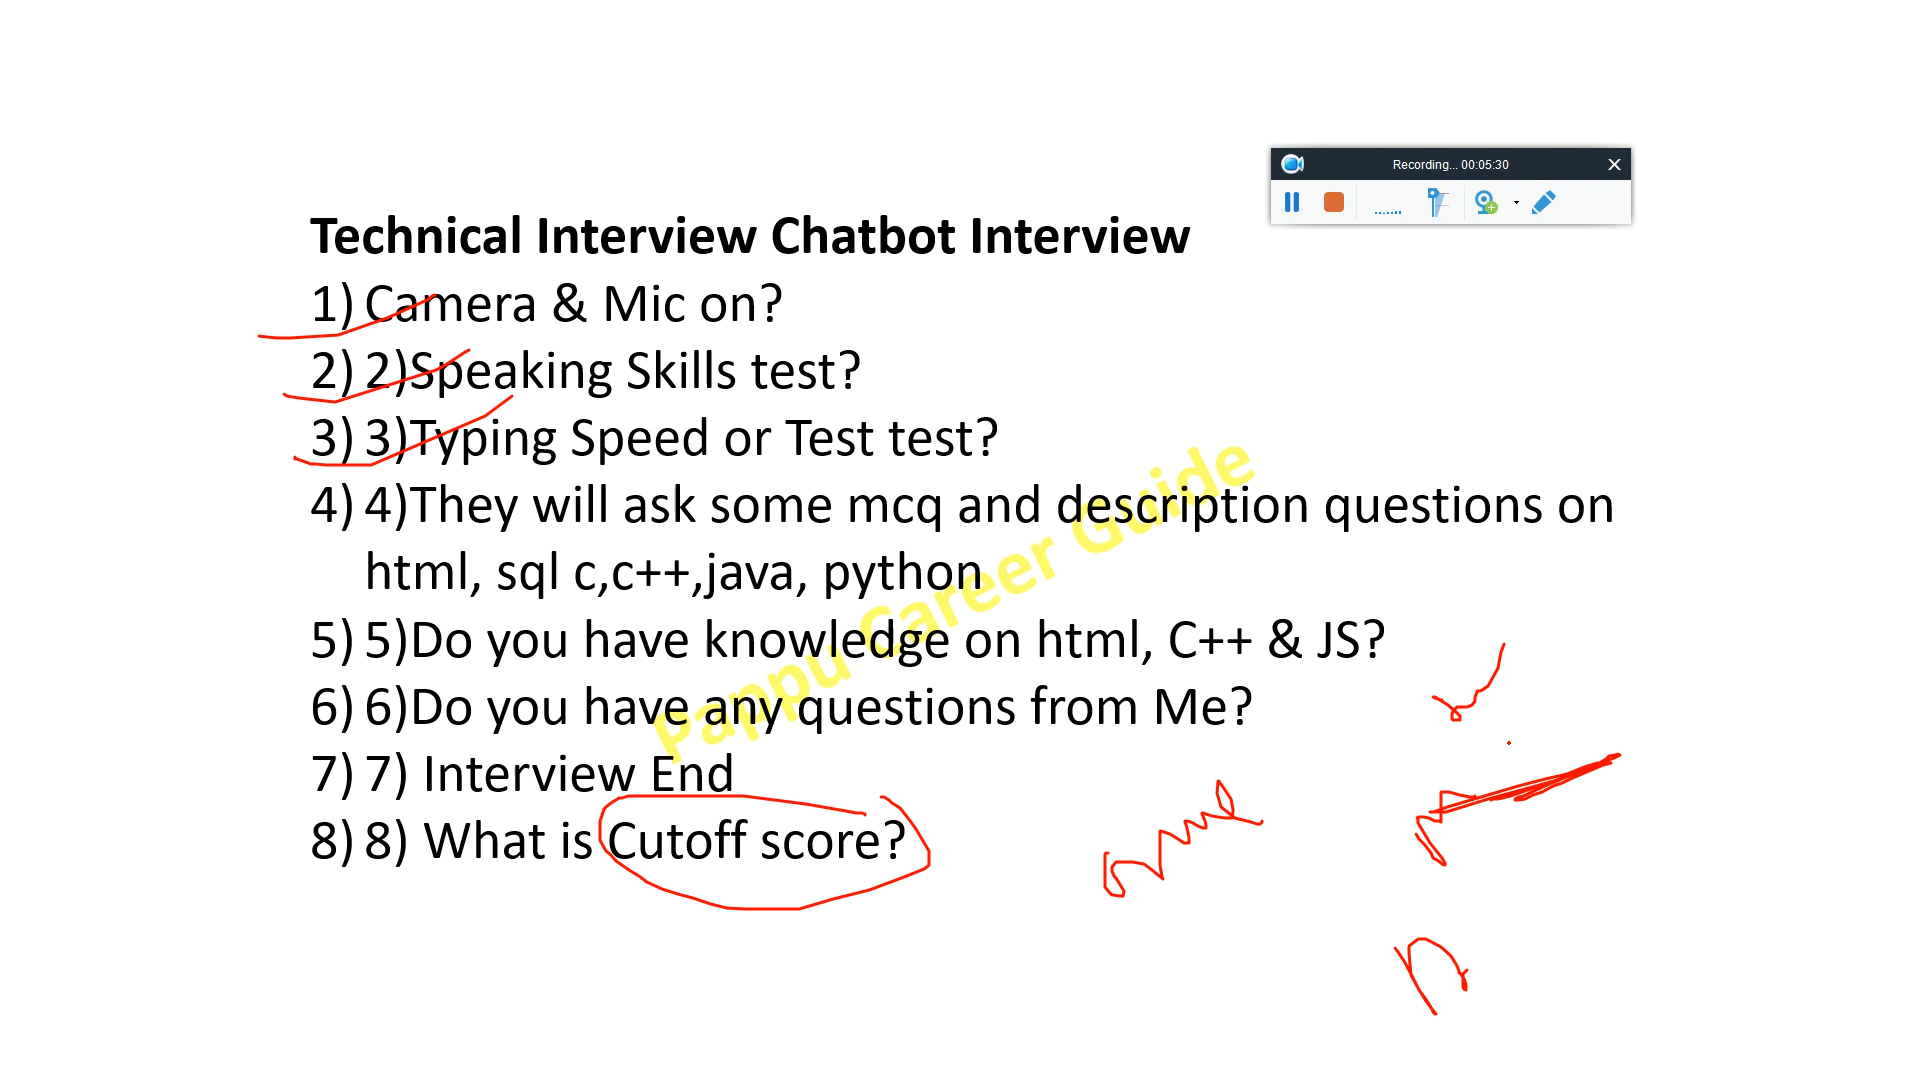 Recording... 00:05:30
Technical Interview Chatbot Interview
1) Camera & Mic on?
2) 2)Speaking Skills test?
3) 3)Typing Speed or Test test?
4) 4)They will ask some mcq and description questions on
html, sql c,c++,java, python
5) 5)Do you have knowledge on html, C++ & JS?
6) 6)Do you have any questions from Me?
7) 7) Interview End
8) 8) What is Cutoff score?
Pappu Career Guide